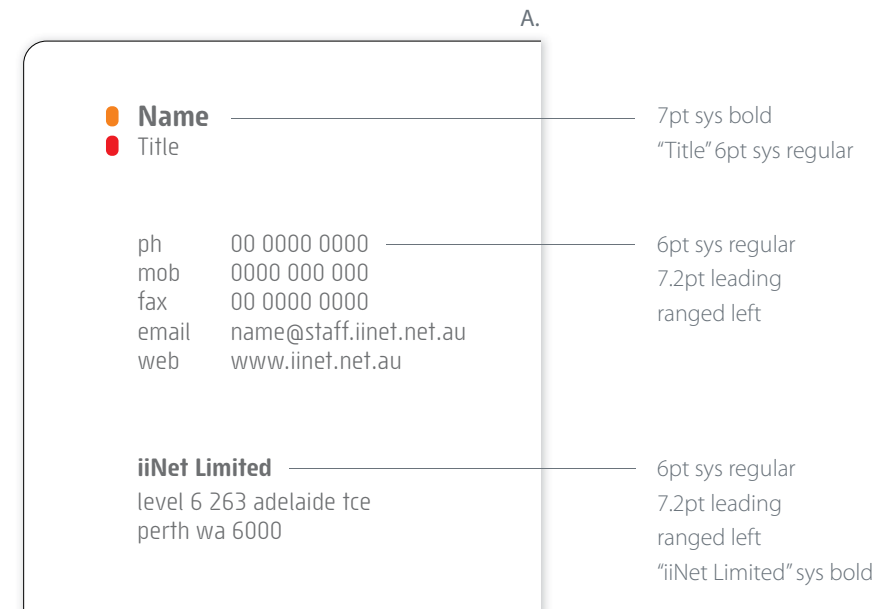 A.
Name
7pt sys bold
Title
“Title” 6pt sys regular
ph 00 0000 0000
6pt sys regular
mob 0000 000 000
7.2pt leading
fax 00 0000 0000
ranged left
email name@staff.iinet.net.au
web www.iinet.net.au
iiNet Limited
6pt sys regular
level 6 263 adelaide tce
7.2pt leading
perth wa 6000
ranged left
“iiNet Limited” sys bold